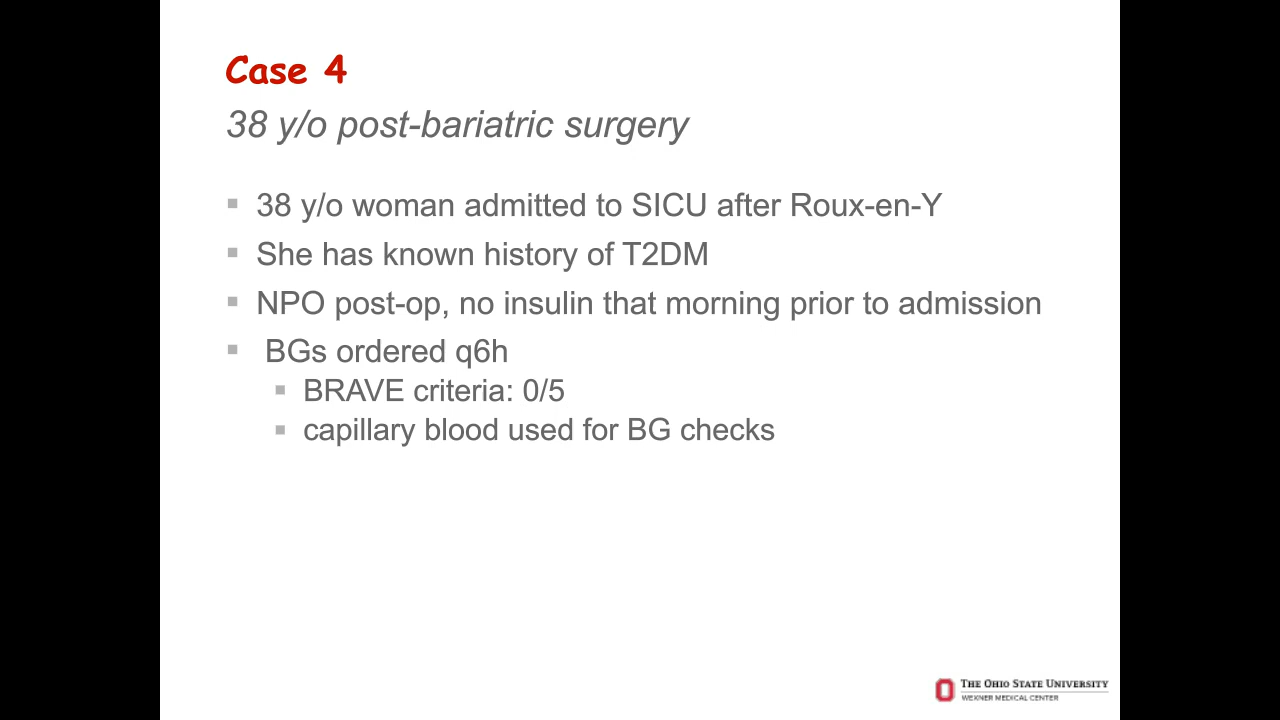 Case 4
38 y/o post-bariatric surgery
38 y/o woman admitted to SICU after Roux-en-Y
She has known history of T2DM
NPO post-op, no insulin that morning prior to admission
BGs ordered q6h
BRAVE criteria: 0/5
capillary blood used for BG checks
THE OHIO STATE UNIVERSITY
WEXNER MEDICAL CENTER